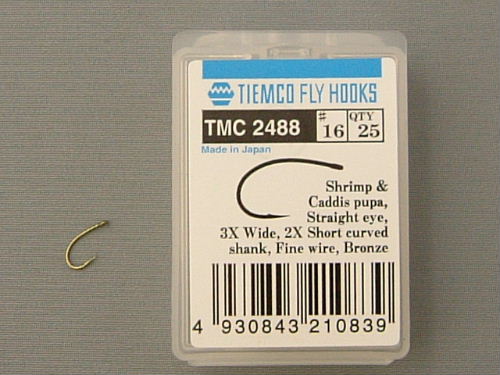 TIEMCO FLY HOOKS
TMC 2488 # 16 QTY 25
Made in Japan
Shrimp &
Caddis pupa,
Straight eye,
3X Wide, 2X Short curved
shank, Fine wire, Bronze
4 930843 210839